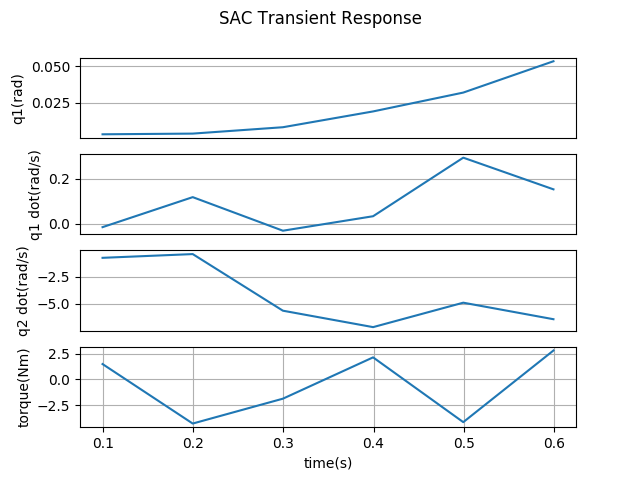 SAC Transient Response
q1(rad)
0.050
0.025
q1 dot(rad/s)
0.2
0.0
q2 dot(rad/s)
−2.5
−5.0
torque(Nm)
2.5
0.0
−2.5
0.1 0.2 0.3 0.4 0.5 0.6
time(s)